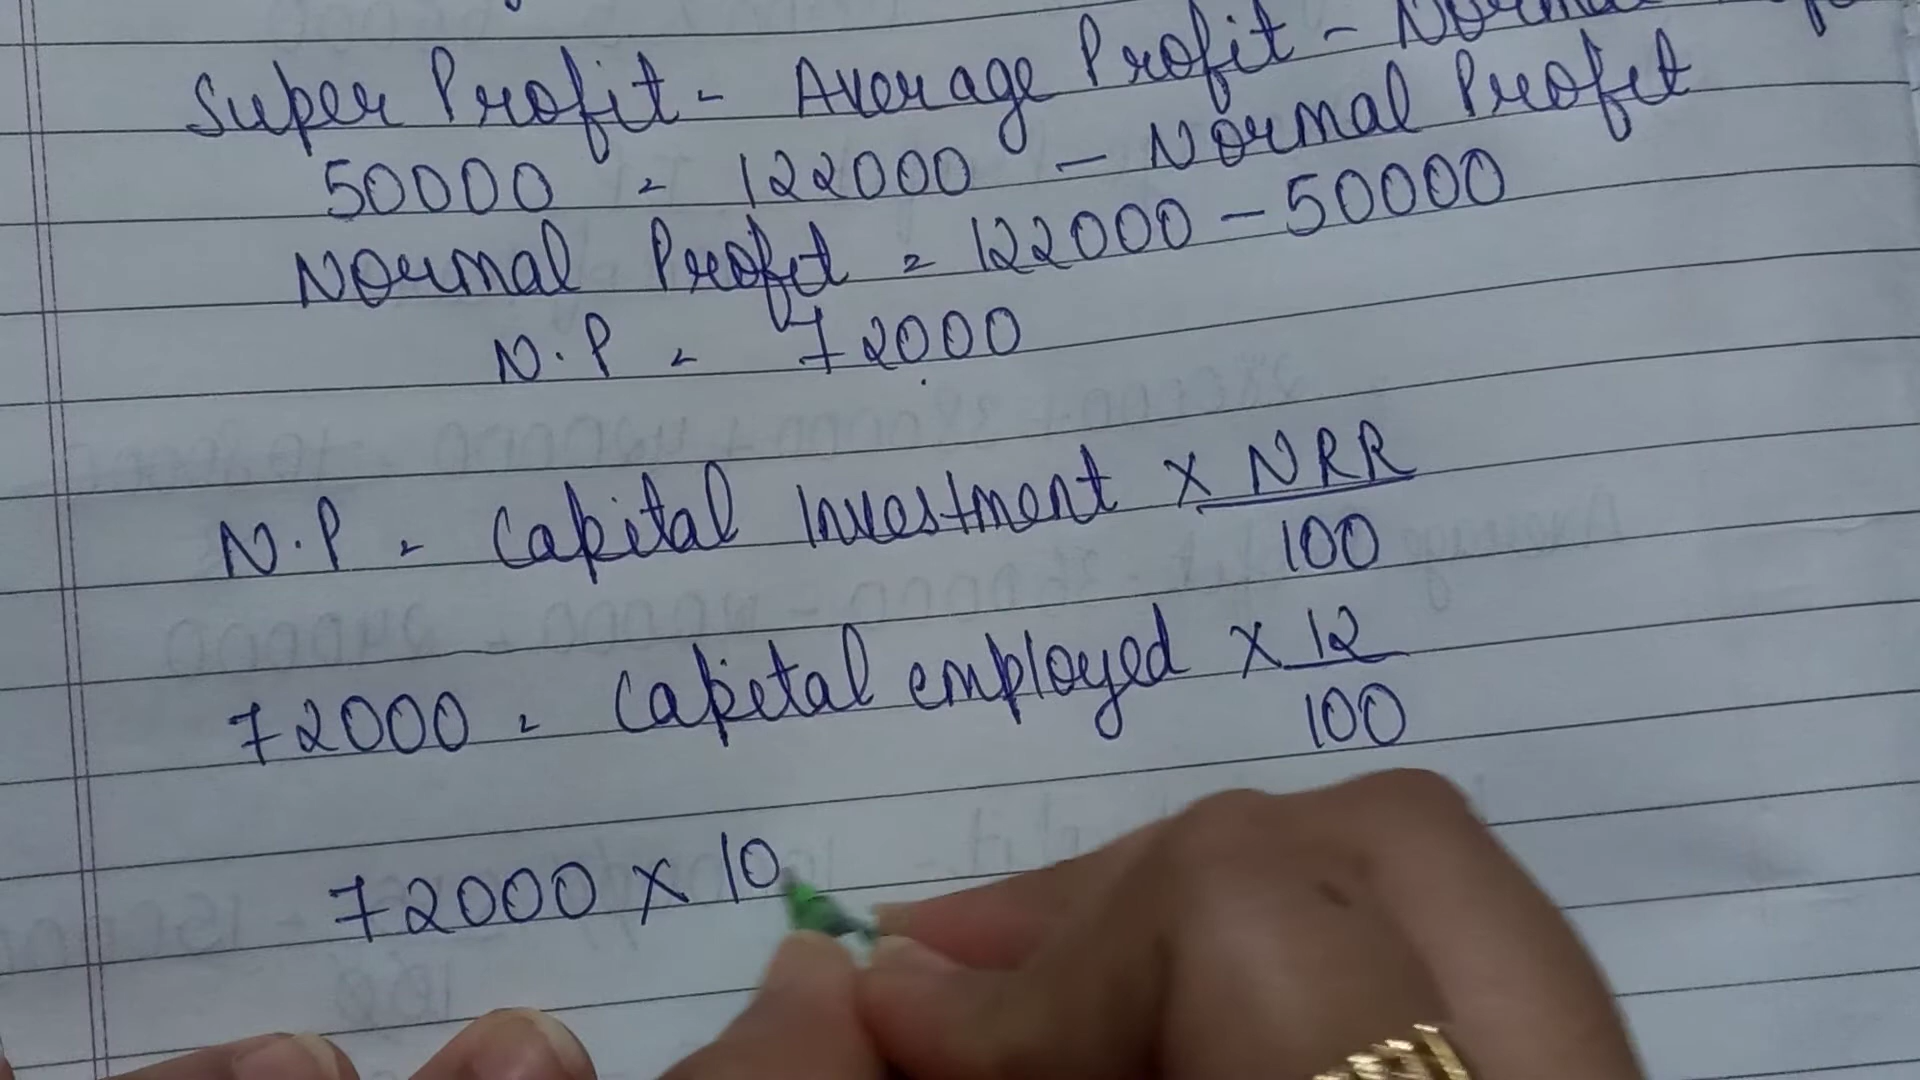 Super Profit = Average Profit - Normal
50000 = 122000 - Normal Profit
Normal Profit = 122000 - 50000
N.P = 72000
N.P = Capital Investment X NRR
100
72000 = Capital employed X 12
100
72000 X 10